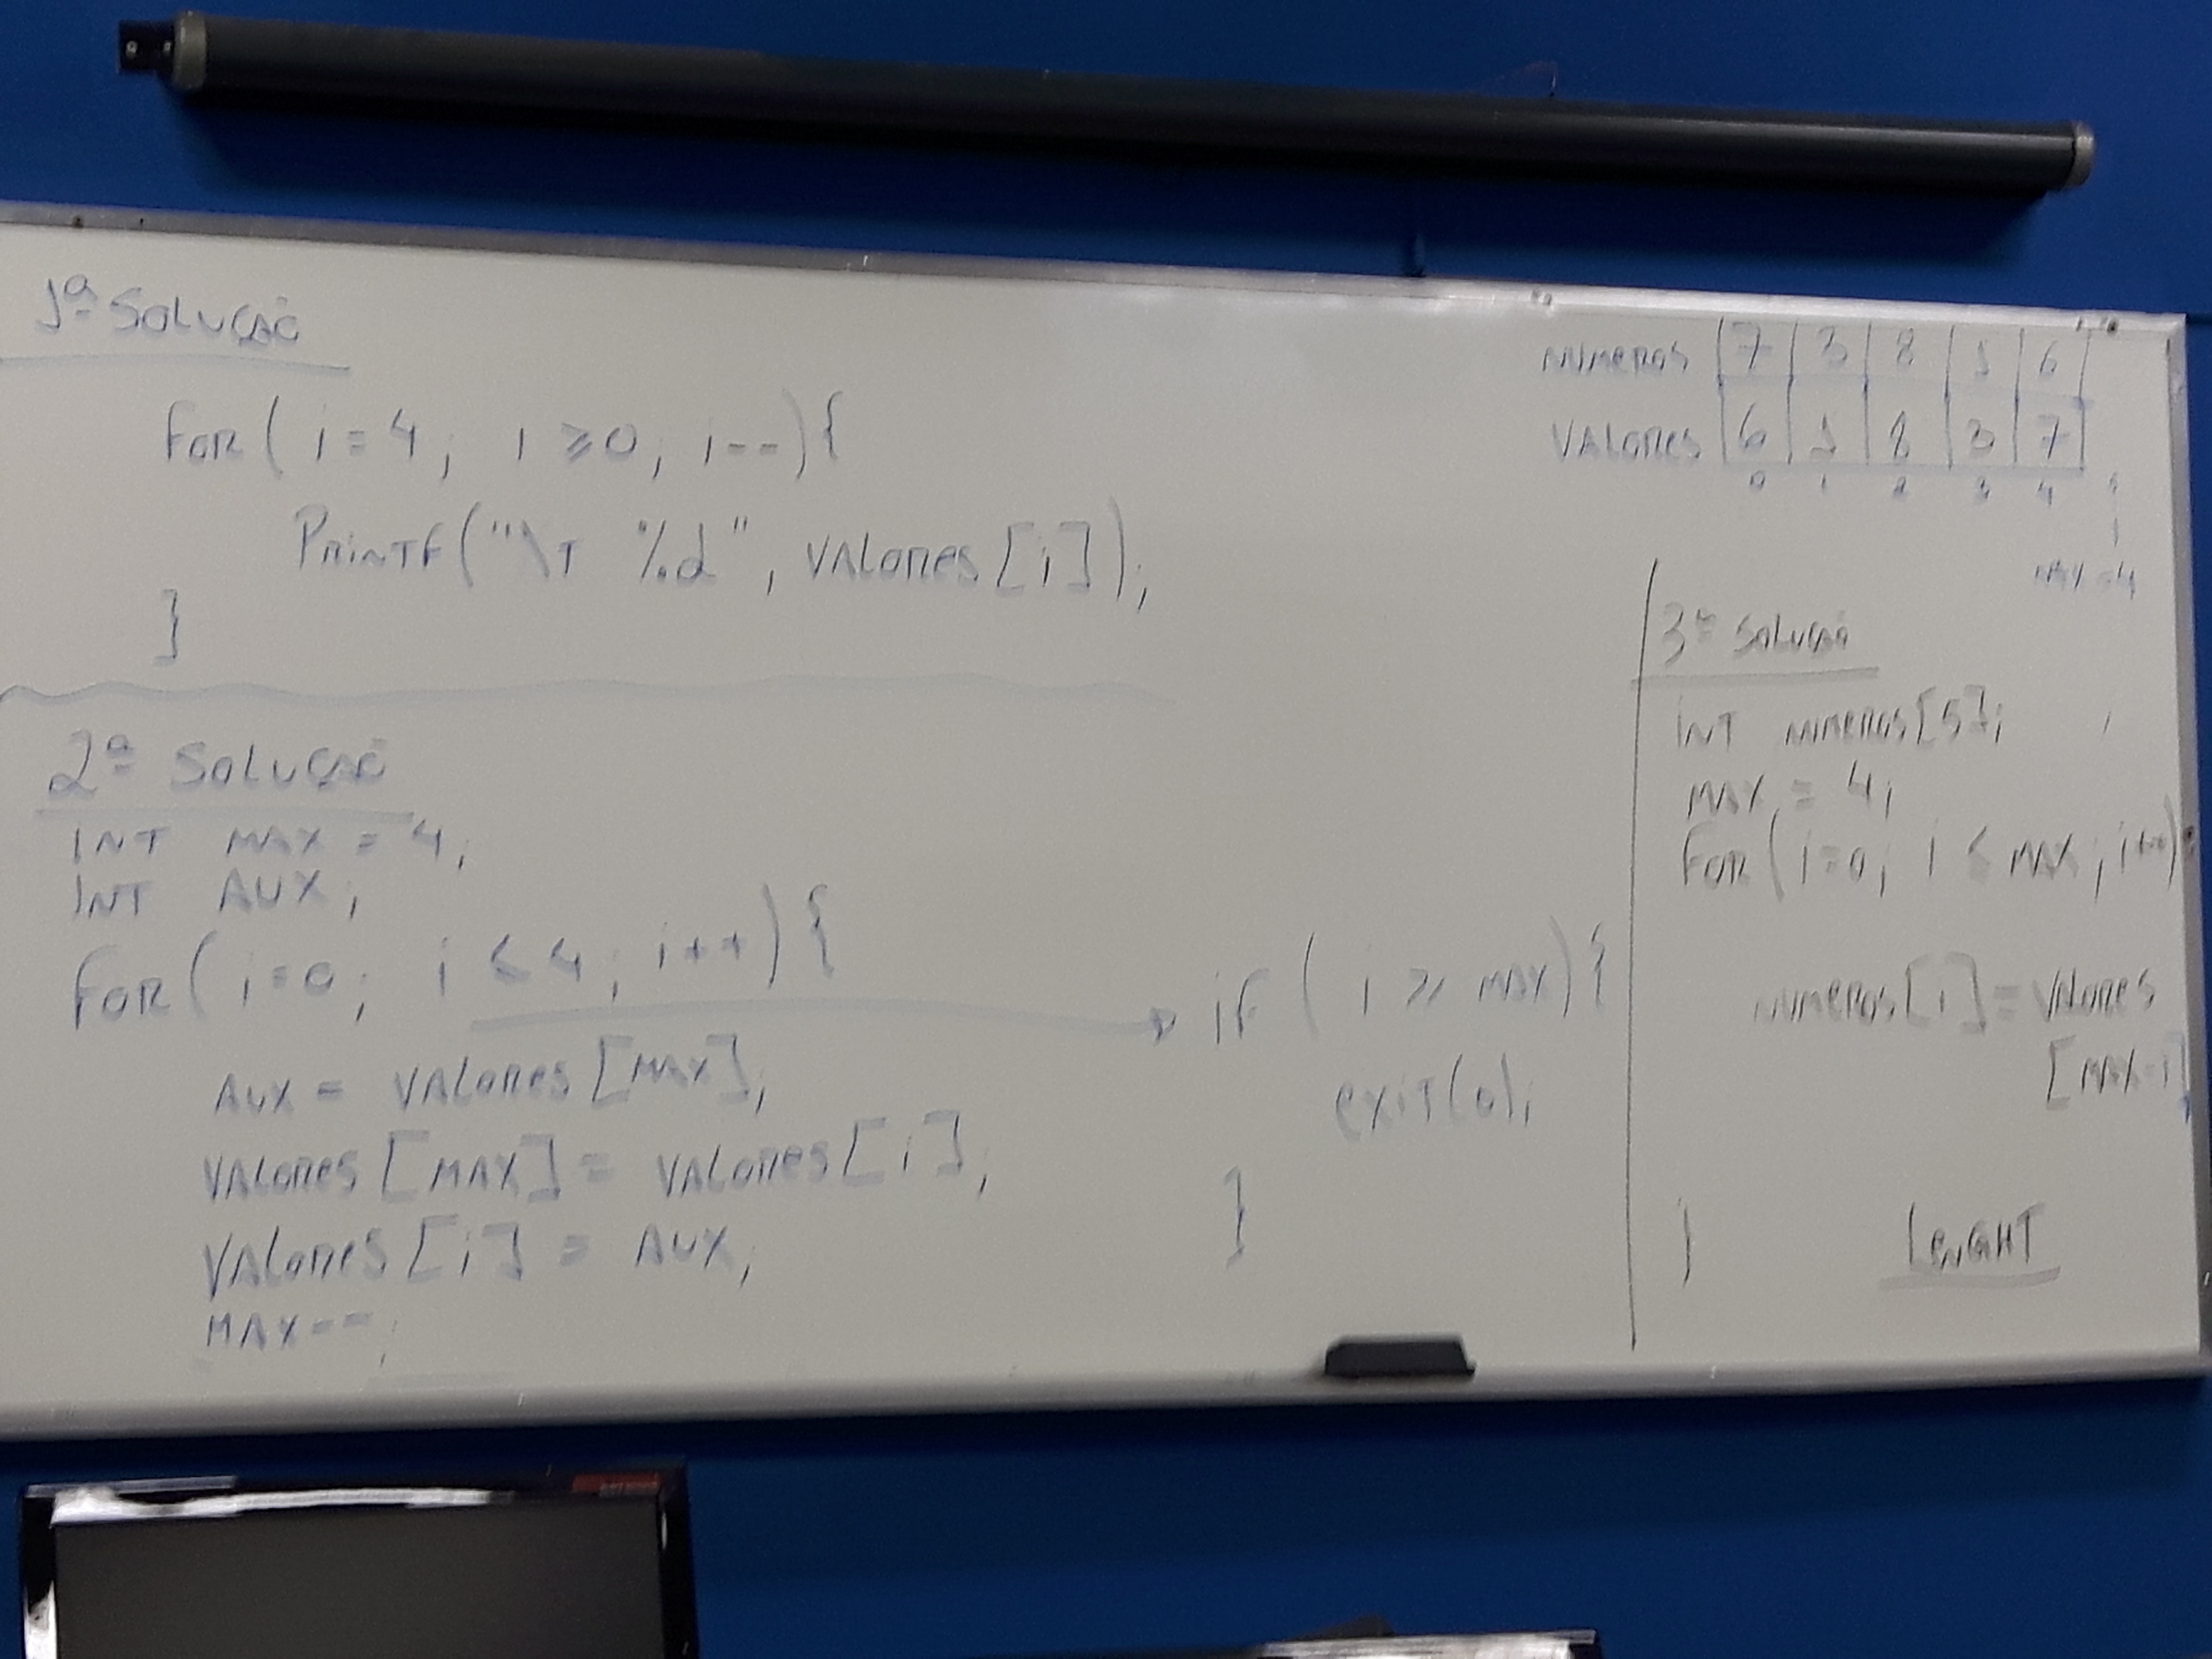 1ª SOLUÇÃO
FOR ( i = 4 ; i ≥ 0 ; i -- ) {
PRINTF ( "\T %d" , VALORES [ i ] ) ;
}
2ª SOLUÇÃO
INT MAX = 4 ;
INT AUX ;
FOR ( i = 0 ; i ≤ 4 ; i ++ ) {
AUX = VALORES [ MAX ] ;
VALORES [ MAX ] = VALORES [ i ] ;
VALORES [ i ] = AUX ;
MAX -- ;
iF ( i ≥ MAX ) {
exiT(0) ;
}
NUMEROS 7 3 8 1 6
VALORES 6 1 8 3 7
0 1 2 3 4
MAX = 4
3ª SOLUÇÃO
INT NUMEROS [ 5 ] ;
MAX = 4 ;
FOR ( i = 0 ; i ≤ MAX ; i ++ )
NUMEROS [ i ] = VALORES
[ MAX - i ]
}
LENGHT